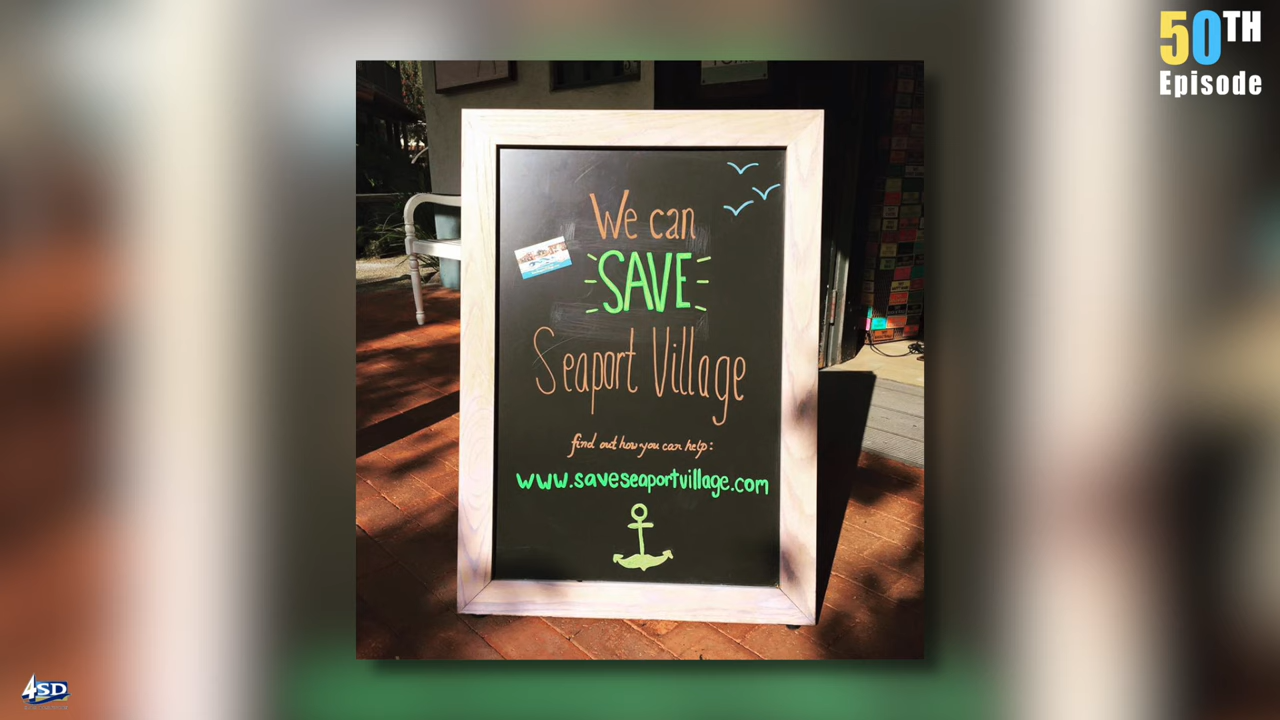 50TH
Episode
We can
SAVE
Seaport Village
find out how you can help:
www.saveseaportvillage.com
4SD